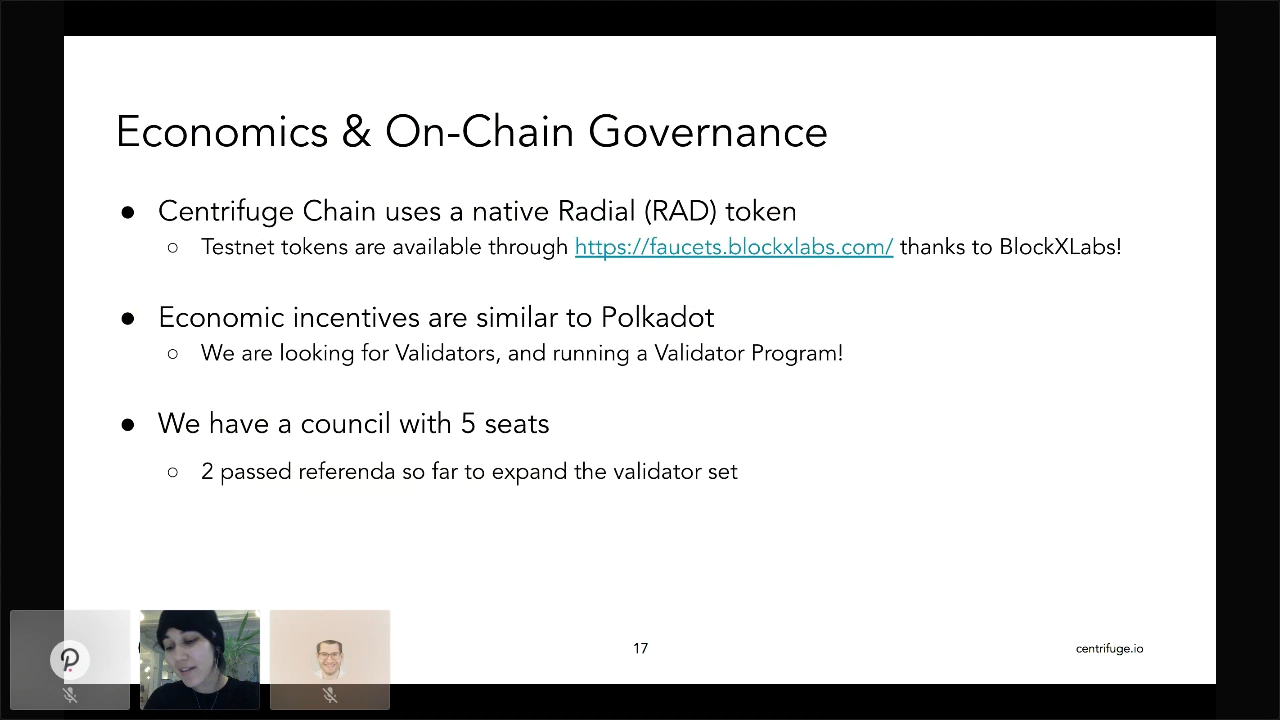 Economics & On-Chain Governance
● Centrifuge Chain uses a native Radial (RAD) token
○ Testnet tokens are available through https://faucets.blockxlabs.com/ thanks to BlockXLabs!
● Economic incentives are similar to Polkadot
○ We are looking for Validators, and running a Validator Program!
● We have a council with 5 seats
○ 2 passed referenda so far to expand the validator set
17
centrifuge.io